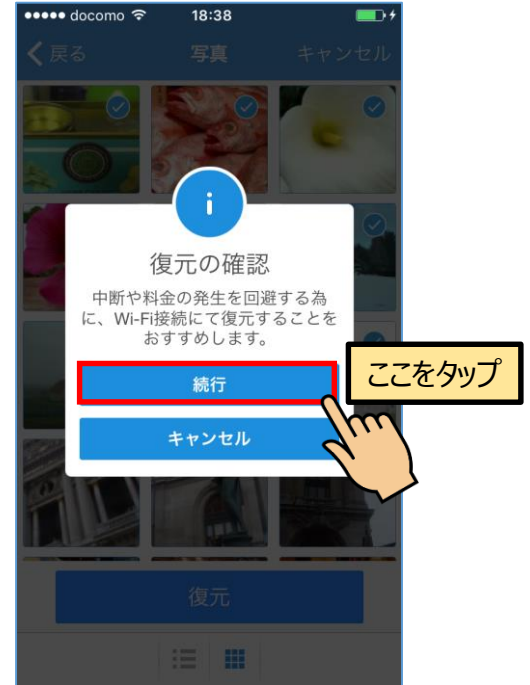 docomo 18:38
戻る 写真 キャンセル
i
復元の確認
中断や料金の発生を回避する為
に、Wi-Fi接続にて復元することを
おすすめします。
続行
ここをタップ
キャンセル
復元